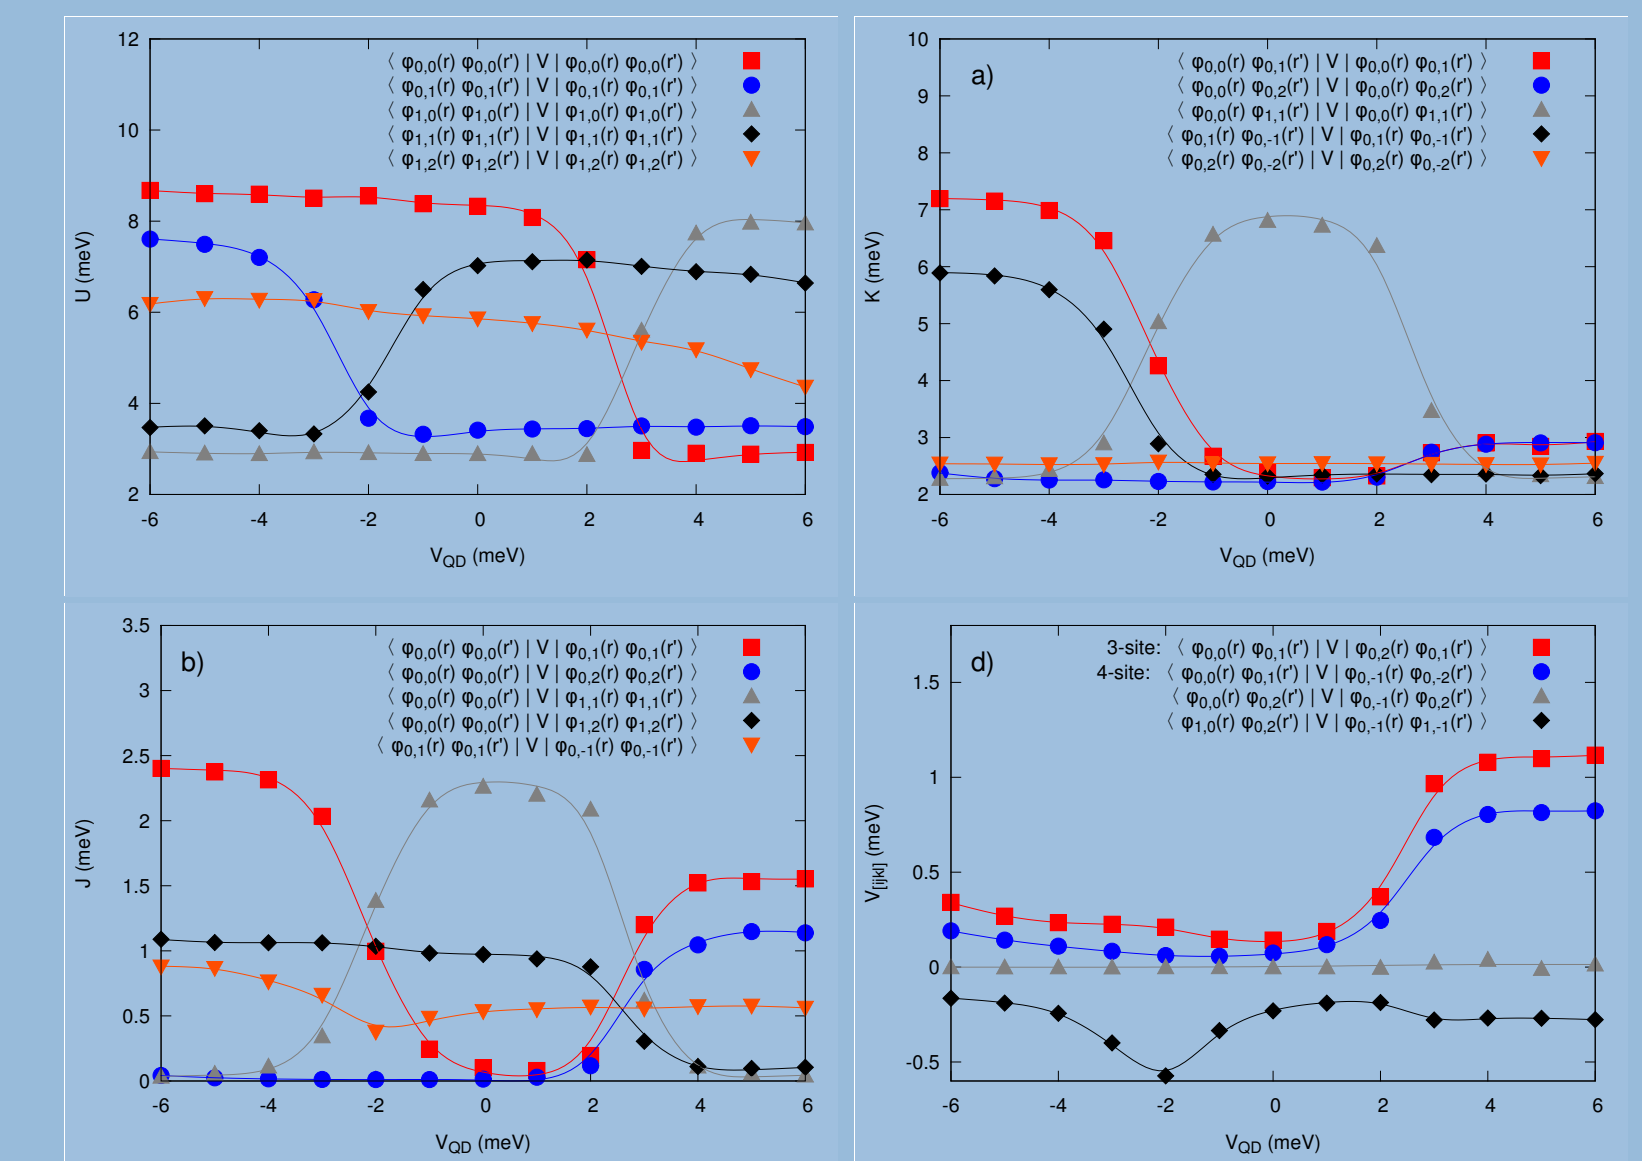 12
10
8
6
4
2
U (meV)
⟨ φ0,0(r) φ0,0(r') | V | φ0,0(r) φ0,0(r') ⟩
⟨ φ0,1(r) φ0,1(r') | V | φ0,1(r) φ0,1(r') ⟩
⟨ φ1,0(r) φ1,0(r') | V | φ1,0(r) φ1,0(r') ⟩
⟨ φ1,1(r) φ1,1(r') | V | φ1,1(r) φ1,1(r') ⟩
⟨ φ1,2(r) φ1,2(r') | V | φ1,2(r) φ1,2(r') ⟩
-6 -4 -2 0 2 4 6
VQD (meV)
10
9
8
7
6
5
4
3
2
K (meV)
a)
⟨ φ0,0(r) φ0,1(r') | V | φ0,0(r) φ0,1(r') ⟩
⟨ φ0,0(r) φ0,2(r') | V | φ0,0(r) φ0,2(r') ⟩
⟨ φ0,0(r) φ1,1(r') | V | φ0,0(r) φ1,1(r') ⟩
⟨ φ0,1(r) φ0,-1(r') | V | φ0,1(r) φ0,-1(r') ⟩
⟨ φ0,2(r) φ0,-2(r') | V | φ0,2(r) φ0,-2(r') ⟩
-6 -4 -2 0 2 4 6
VQD (meV)
3.5
3
2.5
2
1.5
1
0.5
0
J (meV)
b)
⟨ φ0,0(r) φ0,0(r') | V | φ0,1(r) φ0,1(r') ⟩
⟨ φ0,0(r) φ0,0(r') | V | φ0,2(r) φ0,2(r') ⟩
⟨ φ0,0(r) φ0,0(r') | V | φ1,1(r) φ1,1(r') ⟩
⟨ φ0,0(r) φ0,0(r') | V | φ1,2(r) φ1,2(r') ⟩
⟨ φ0,1(r) φ0,1(r') | V | φ0,-1(r) φ0,-1(r') ⟩
-6 -4 -2 0 2 4 6
VQD (meV)
1.5
1
0.5
0
-0.5
V[ijkl] (meV)
d)
3-site: ⟨ φ0,0(r) φ0,1(r') | V | φ0,2(r) φ0,1(r') ⟩
4-site: ⟨ φ0,0(r) φ0,1(r') | V | φ0,-1(r) φ0,-2(r') ⟩
⟨ φ0,0(r) φ0,2(r') | V | φ0,-1(r) φ0,2(r') ⟩
⟨ φ1,0(r) φ0,2(r') | V | φ0,-1(r) φ1,-1(r') ⟩
-6 -4 -2 0 2 4 6
VQD (meV)